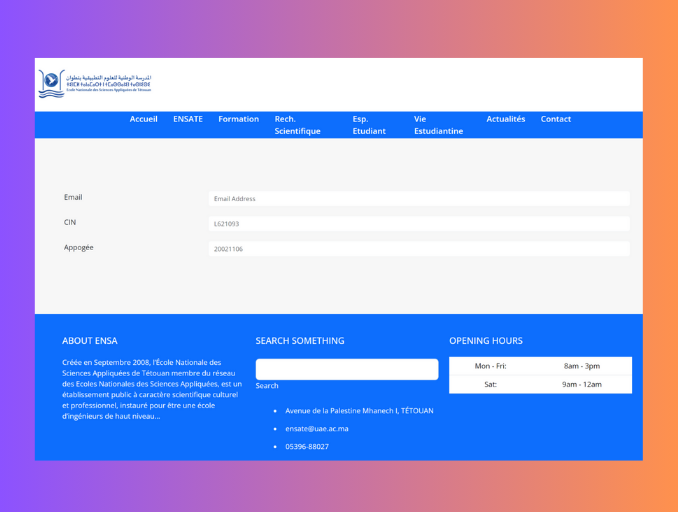 المدرسة الوطنية للعلوم التطبيقية بتطوان
Ecole Nationale des Sciences Appliquées de Tétouan
Accueil
ENSATE
Formation
Rech.
Scientifique
Esp.
Etudiant
Vie
Estudiantine
Actualités
Contact
Email
Email Address
CIN
L621093
Appogée
20021106
ABOUT ENSA
Créée en Septembre 2008, l'École Nationale des
Sciences Appliquées de Tétouan membre du réseau
des Ecoles Nationales des Sciences Appliquées, est un
établissement public à caractère scientifique culturel
et professionnel, instauré pour être une école
d'ingénieurs de haut niveau...
SEARCH SOMETHING
Search
• Avenue de la Palestine Mhanech I, TÉTOUAN
• ensate@uae.ac.ma
• 05396-88027
OPENING HOURS
Mon - Fri: 8am - 3pm
Sat: 9am - 12am